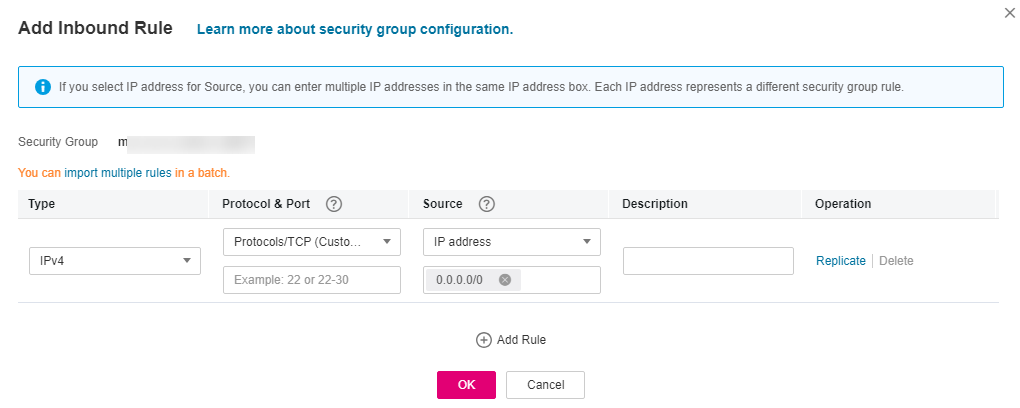 Add Inbound Rule Learn more about security group configuration.
If you select IP address for Source, you can enter multiple IP addresses in the same IP address box. Each IP address represents a different security group rule.
Security Group m
You can import multiple rules in a batch.
Type Protocol & Port Source Description Operation
Protocols/TCP (Custo... IP address
IPv4 Replicate Delete
Example: 22 or 22-30 0.0.0.0/0
Add Rule
OK Cancel